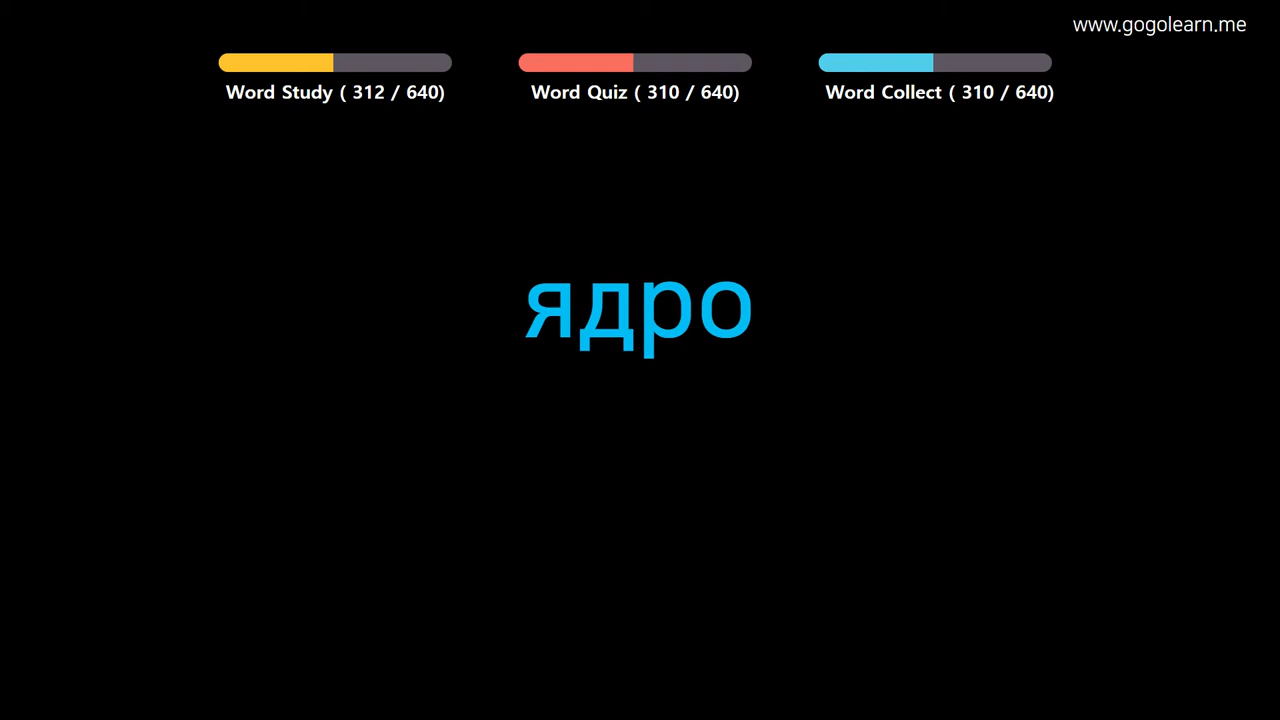 www.gogolearn.me
Word Study ( 312 / 640)
Word Quiz ( 310 / 640)
Word Collect ( 310 / 640)
ядро